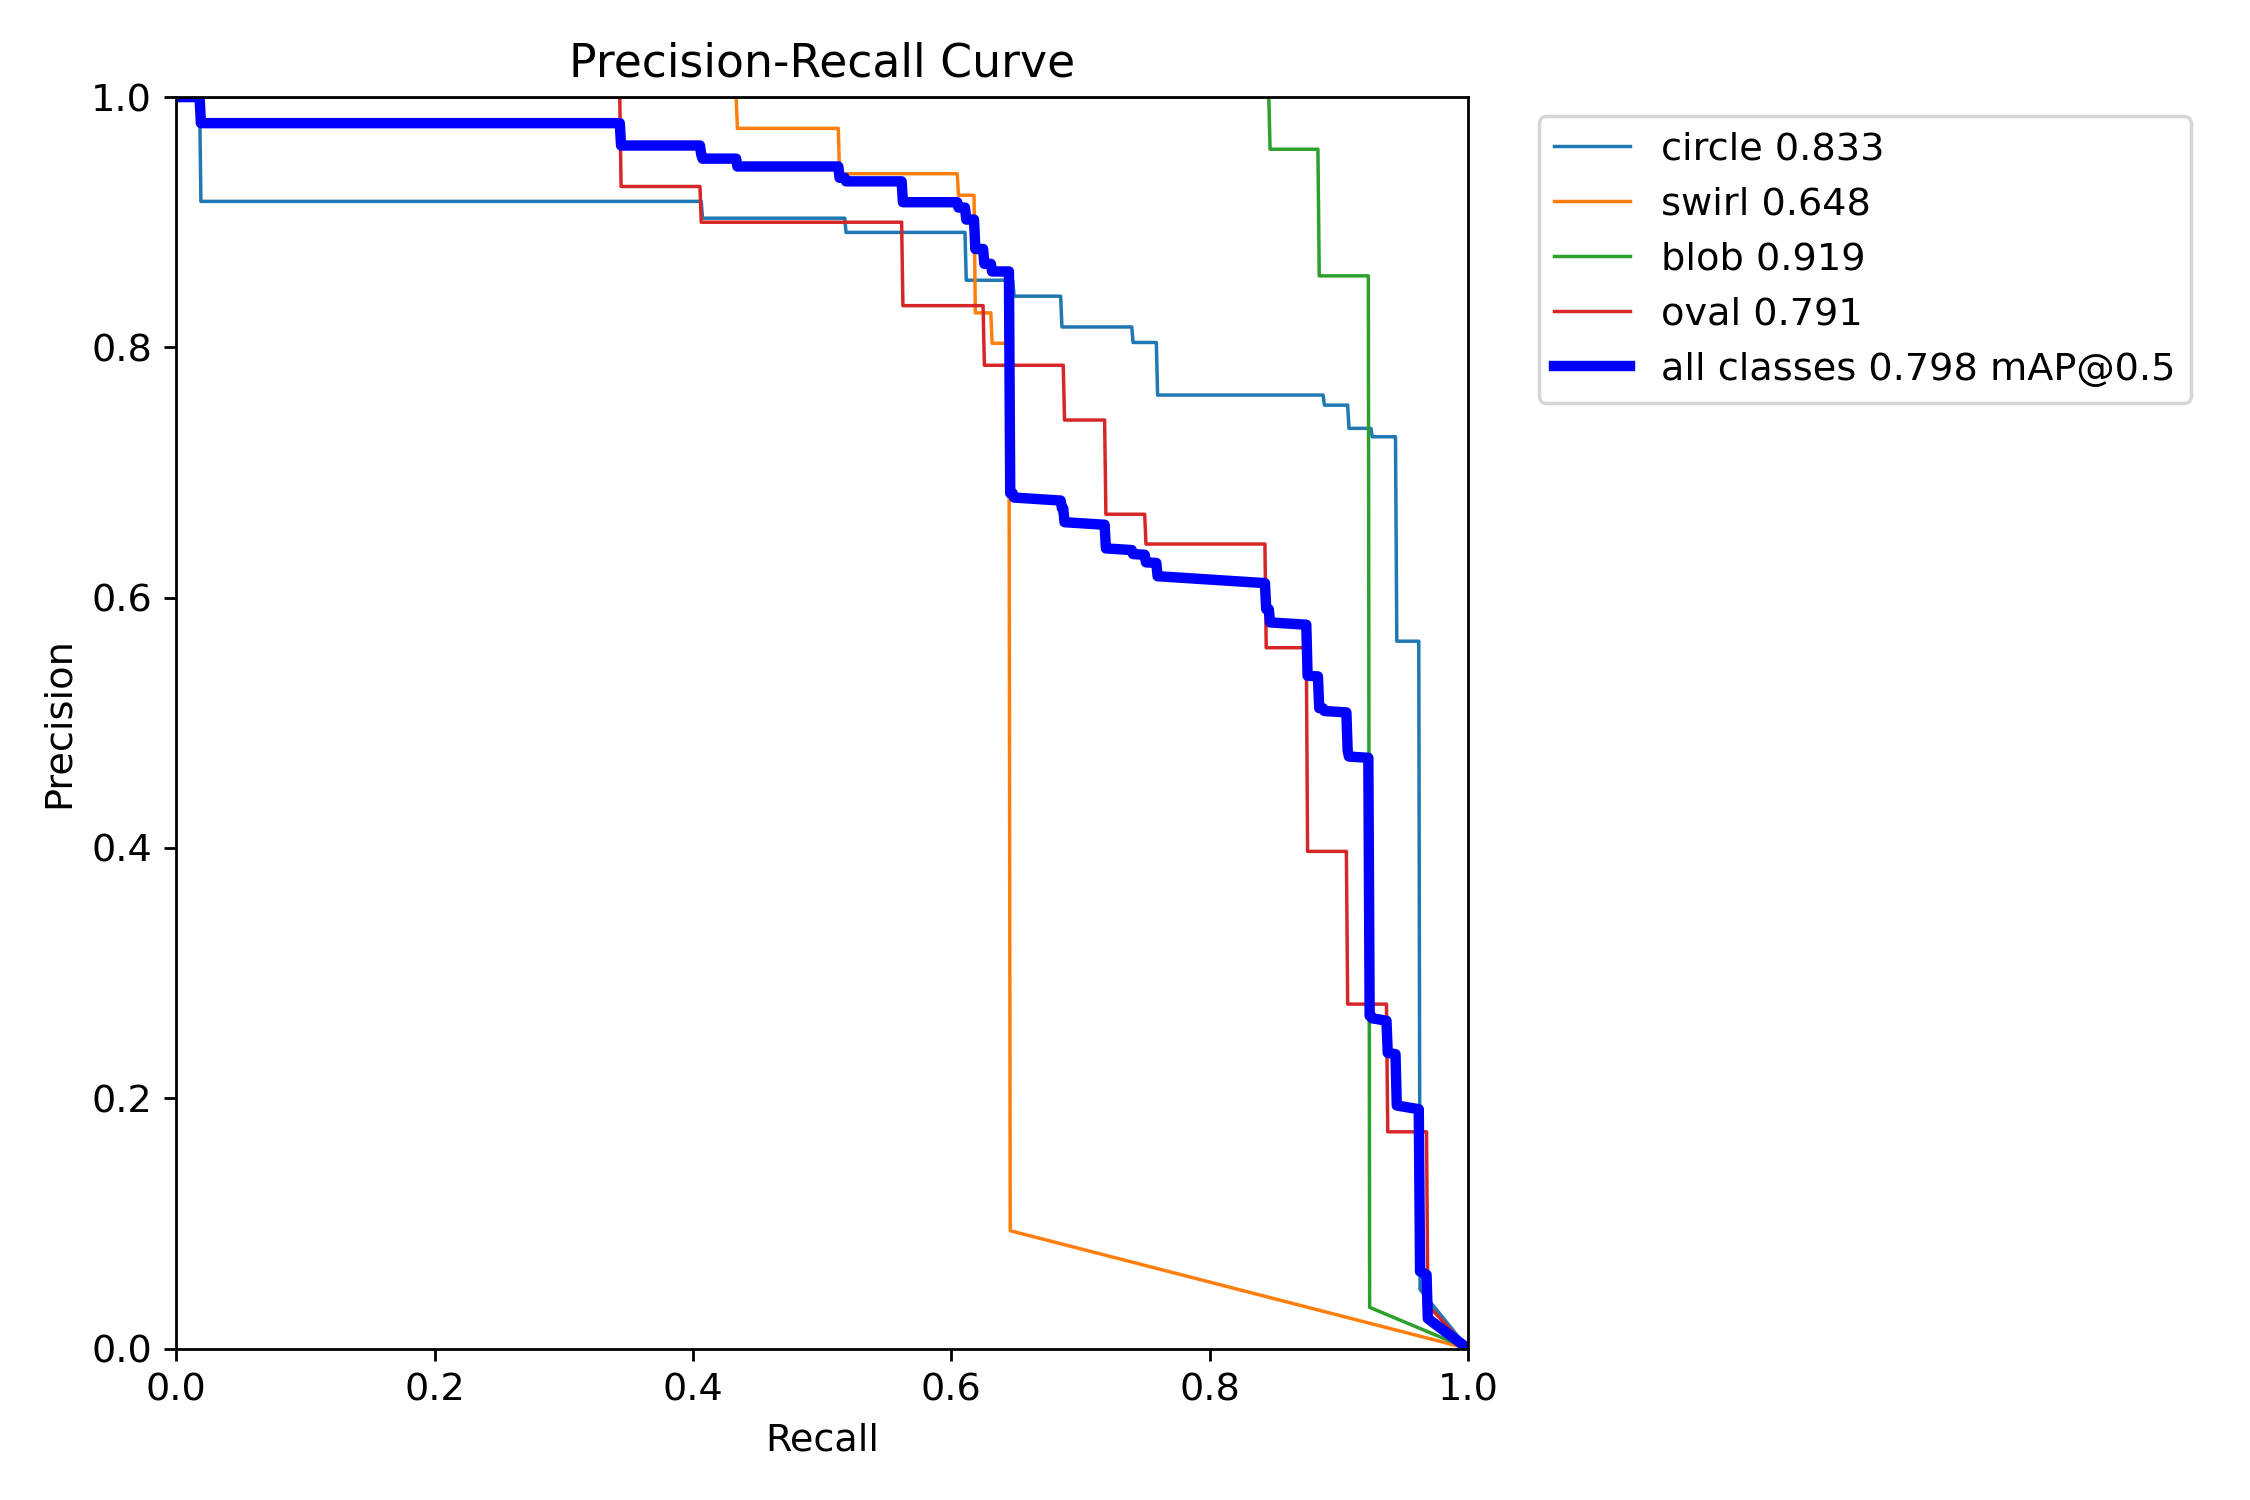 Precision-Recall Curve
1.0
0.8
0.6
0.4
0.2
0.0
Precision
0.0 0.2 0.4 0.6 0.8 1.0
Recall
circle 0.833
swirl 0.648
blob 0.919
oval 0.791
all classes 0.798 mAP@0.5